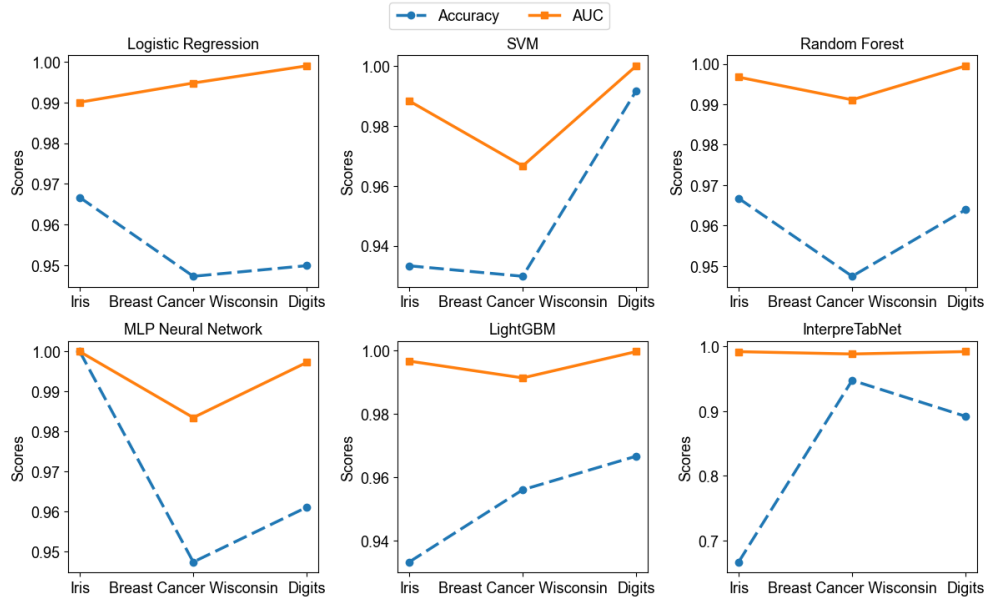 Accuracy AUC
Logistic Regression
1.00
0.99
0.98
0.97
0.96
0.95
Scores
Iris Breast Cancer Wisconsin Digits
SVM
1.00
0.98
0.96
0.94
Scores
Iris Breast Cancer Wisconsin Digits
Random Forest
1.00
0.99
0.98
0.97
0.96
0.95
Scores
Iris Breast Cancer Wisconsin Digits
MLP Neural Network
1.00
0.99
0.98
0.97
0.96
0.95
Scores
Iris Breast Cancer Wisconsin Digits
LightGBM
1.00
0.98
0.96
0.94
Scores
Iris Breast Cancer Wisconsin Digits
InterpreTabNet
1.0
0.9
0.8
0.7
Scores
Iris Breast Cancer Wisconsin Digits